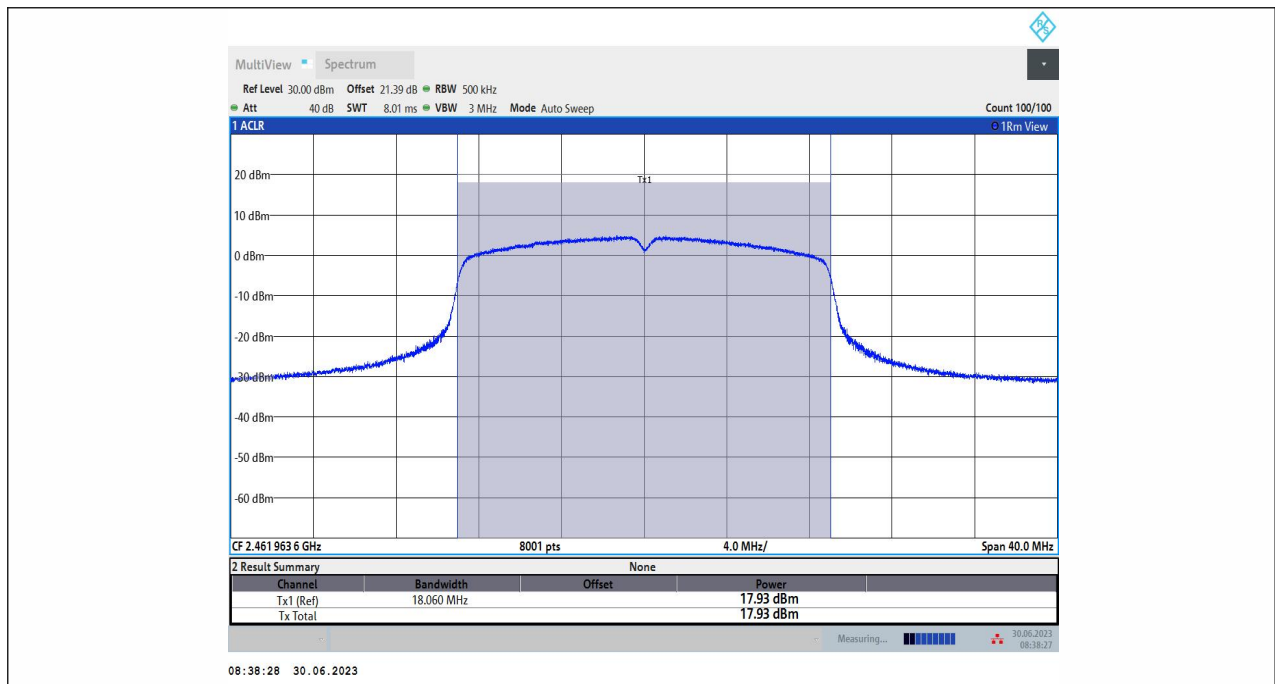 R&S
MultiView Spectrum
Ref Level 30.00 dBm Offset 21.39 dB RBW 500 kHz
Att 40 dB SWT 8.01 ms VBW 3 MHz Mode Auto Sweep Count 100/100
1 ACLR 1Rm View
Tx1
20 dBm
10 dBm
0 dBm
-10 dBm
-20 dBm
-30 dBm
-40 dBm
-50 dBm
-60 dBm
CF 2.461 963 6 GHz 8001 pts 4.0 MHz/ Span 40.0 MHz
2 Result Summary None
Channel Bandwidth Offset Power
Tx1 (Ref) 18.060 MHz 17.93 dBm
Tx Total 17.93 dBm
Measuring... 30.06.2023
08:38:27
08:38:28 30.06.2023